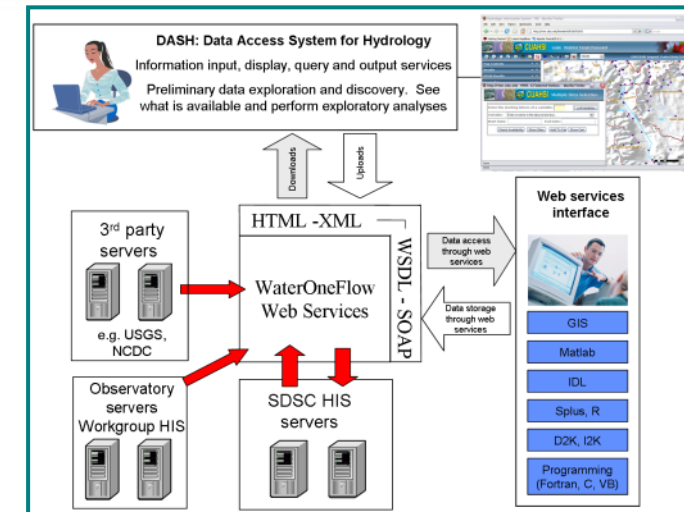 DASH: Data Access System for Hydrology
Information input, display, query and output services
Preliminary data exploration and discovery. See
what is available and perform exploratory analyses
CUAHSI
CUAHSI
Downloads
Uploads
HTML -XML
WSDL - SOAP
WaterOneFlow
Web Services
3rd party
servers
e.g. USGS,
NCDC
Observatory
servers
Workgroup HIS
SDSC HIS
servers
Data access
through web
services
Data storage
through web
services
Web services
interface
GIS
Matlab
IDL
Splus, R
D2K, I2K
Programming
(Fortran, C, VB)